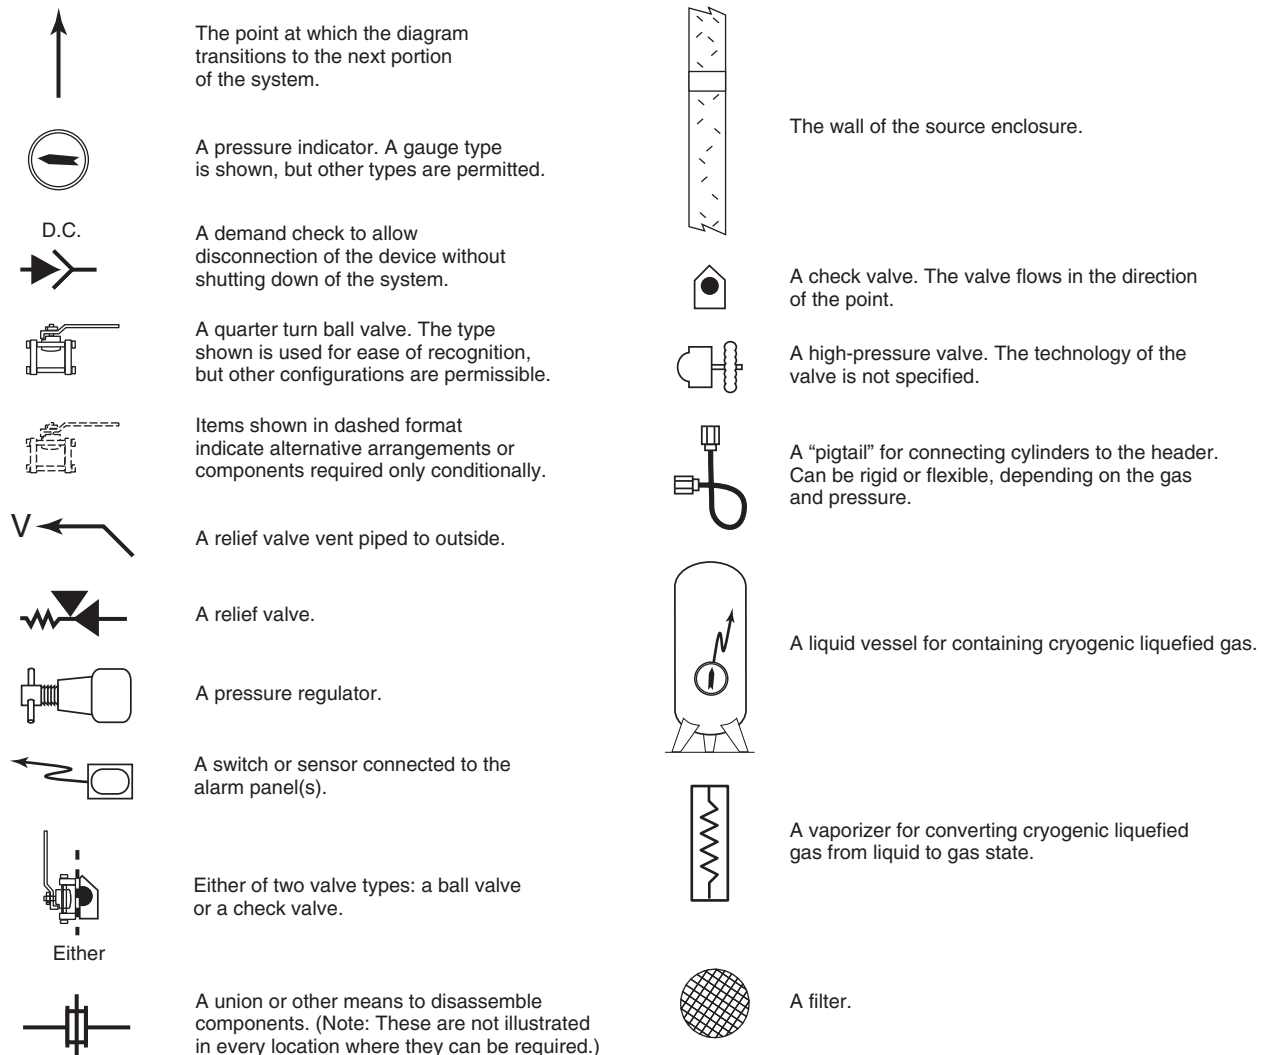 The point at which the diagram
transitions to the next portion
of the system.
A pressure indicator. A gauge type
is shown, but other types are permitted.
D.C.
A demand check to allow
disconnection of the device without
shutting down of the system.
A quarter turn ball valve. The type
shown is used for ease of recognition,
but other configurations are permissible.
Items shown in dashed format
indicate alternative arrangements or
components required only conditionally.
V
A relief valve vent piped to outside.
A relief valve.
A pressure regulator.
A switch or sensor connected to the
alarm panel(s).
Either of two valve types: a ball valve
or a check valve.
Either
A union or other means to disassemble
components. (Note: These are not illustrated
in every location where they can be required.)
The wall of the source enclosure.
A check valve. The valve flows in the direction
of the point.
A high-pressure valve. The technology of the
valve is not specified.
A “pigtail” for connecting cylinders to the header.
Can be rigid or flexible, depending on the gas
and pressure.
A liquid vessel for containing cryogenic liquefied gas.
A vaporizer for converting cryogenic liquefied
gas from liquid to gas state.
A filter.